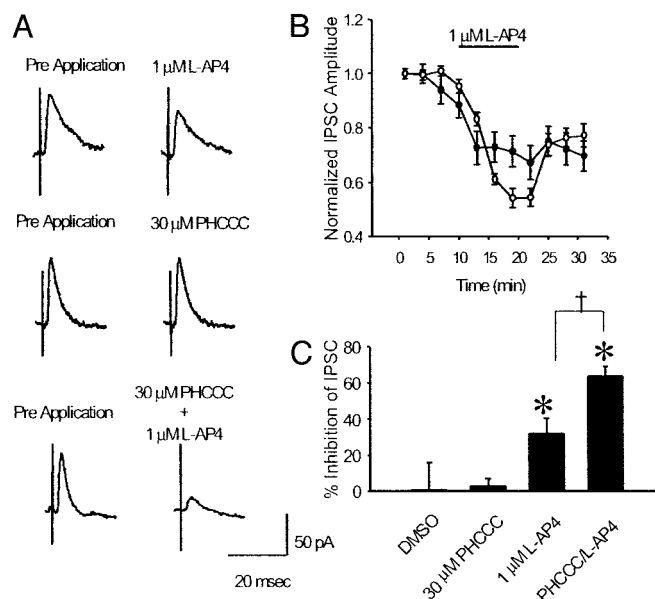 A
Pre Application
1 μM L-AP4
Pre Application
30 μM PHCCC
Pre Application
30 μM PHCCC
+
1 μM L-AP4
50 pA
20 msec
B
1 μM L-AP4
Normalized IPSC Amplitude
1.0
0.8
0.6
0.4
0 5 10 15 20 25 30 35
Time (min)
†
C
* *
% Inhibition of IPSC
80
60
40
20
0
DMSO
30 μM PHCCC
1 μM L-AP4
PHCCC/L-AP4